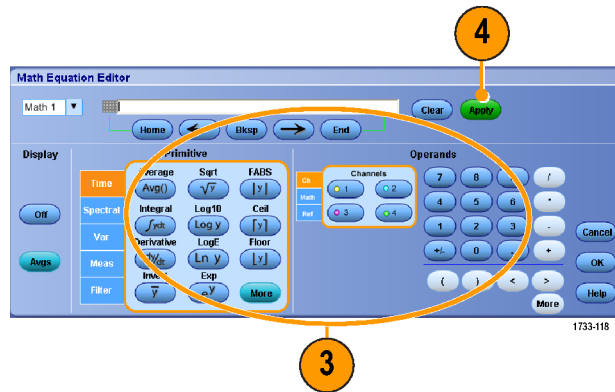 4
Math Equation Editor
Math 1
Clear
Apply
Home
Bksp
End
Display
Primitive
Operands
Off
Avgs
Time
Spectral
Var
Meas
Filter
Average Sqrt FABS
Avg() √y |y|
Integral Log10 Ceil
∫ydt Log y ⌈y⌉
Derivative LogE Floor
dy/dt Ln y ⌊y⌋
Exp
y e^y More
Ch
Math
Ref
Channels
1 2
3 4
7 8 /
4 5 6 *
1 2 3 -
+/- 0 +
( ) < >
More
Cancel
OK
Help
1733-118
3